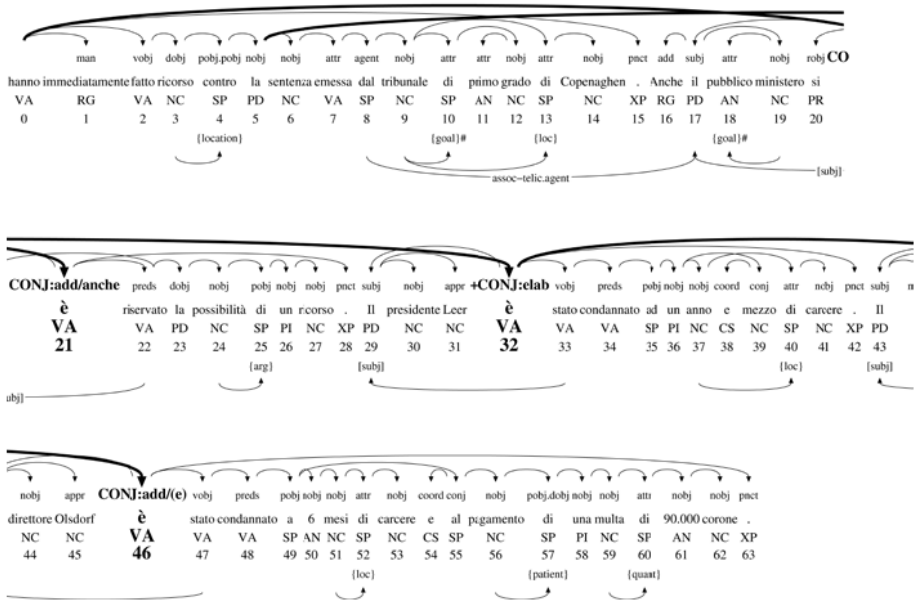 man vobj dobj pobj.pobj nobj nobj attr agent nobj attr attr nobj attr nobj pnct add subj attr nobj robj CO
hanno immediatamente fatto ricorso contro la sentenza emessa dal tribunale di primo grado di Copenaghen . Anche il pubblico ministero si
VA RG VA NC SP PD NC VA SP NC SP AN NC SP NC XP RG PD AN NC PR
0 1 2 3 4 5 6 7 8 9 10 11 12 13 14 15 16 17 18 19 20
{location} {goal}# {loc} {goal}#
assoc-telic.agent [subj]
CONJ:add/anche preds dobj nobj pobj nobj nobj pnct subj nobj appr +CONJ:elab vobj preds pobj nobj nobj coord conj attr nobj pnct subj
è riservato la possibilità di un ricorso . Il presidente Leer è stato condannato ad un anno e mezzo di carcere . Il
VA VA PD NC SP PI NC XP PD NC NC VA VA VA SP PI NC CS NC SP NC XP PD
21 22 23 24 25 26 27 28 29 30 31 32 33 34 35 36 37 38 39 40 41 42 43
{arg} [subj] {loc} [subj]
ubj]
nobj appr CONJ:add/(e) vobj preds pobj nobj nobj attr nobj coord conj nobj pobj.dobj nobj nobj attr nobj nobj pnct
direttore Olsdorf è stato condannato a 6 mesi di carcere e al pagamento di una multa di 90.000 corone .
NC NC VA VA VA SP AN NC SP NC CS SP NC SP PI NC SP AN NC XP
44 45 46 47 48 49 50 51 52 53 54 55 56 57 58 59 60 61 62 63
{loc} {patient} {quant}